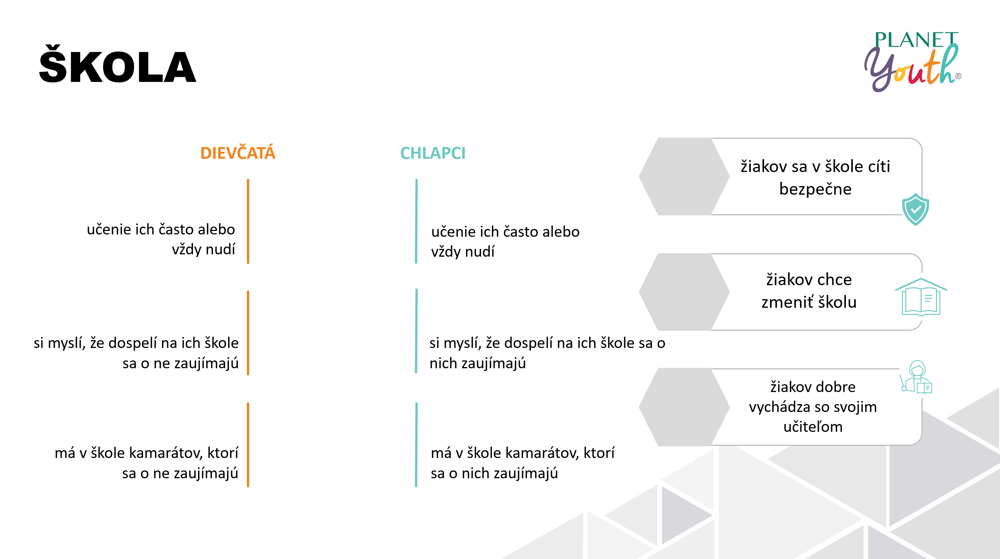 ŠKOLA
PLANET
Youth®
DIEVČATÁ
učenie ich často alebo
vždy nudí
si myslí, že dospelí na ich škole
sa o ne zaujímajú
má v škole kamarátov, ktorí
sa o ne zaujímajú
CHLAPCI
učenie ich často alebo
vždy nudí
si myslí, že dospelí na ich škole sa o
nich zaujímajú
má v škole kamarátov, ktorí
sa o nich zaujímajú
žiakov sa v škole cíti
bezpečne
žiakov chce
zmeniť školu
žiakov dobre
vychádza so svojim
učiteľom